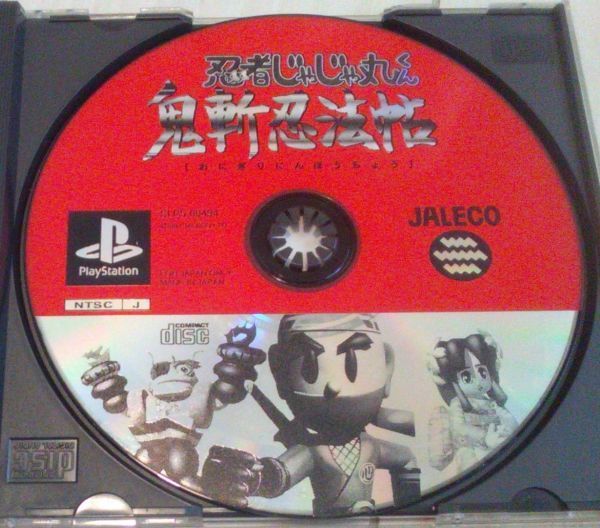 忍者じゃじゃ丸くん
鬼斬忍法帖
[おにぎりにんぽうちょう]
PlayStation
NTSC J
JALECO
COMPACT
disc